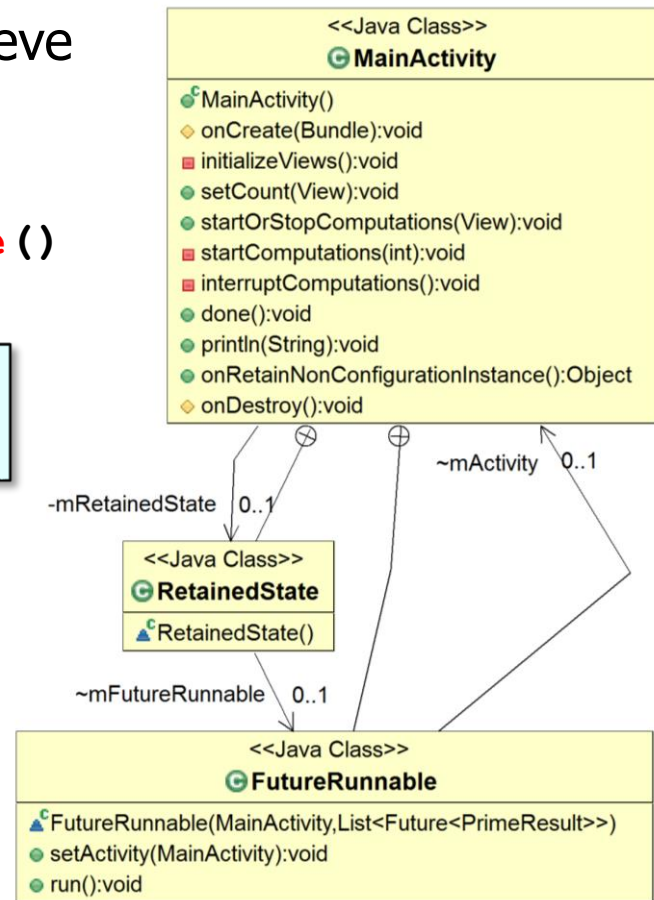 eve
<<Java Class>>
MainActivity
MainActivity()
onCreate(Bundle):void
initializeViews():void
setCount(View):void
e ()
startOrStopComputations(View):void
startComputations(int):void
interruptComputations():void
done():void
println(String):void
onRetainNonConfigurationInstance():Object
onDestroy():void
~mActivity 0..1
-mRetainedState 0..1
<<Java Class>>
RetainedState
RetainedState()
~mFutureRunnable 0..1
<<Java Class>>
FutureRunnable
FutureRunnable(MainActivity,List<Future<PrimeResult>>)
setActivity(MainActivity):void
run():void